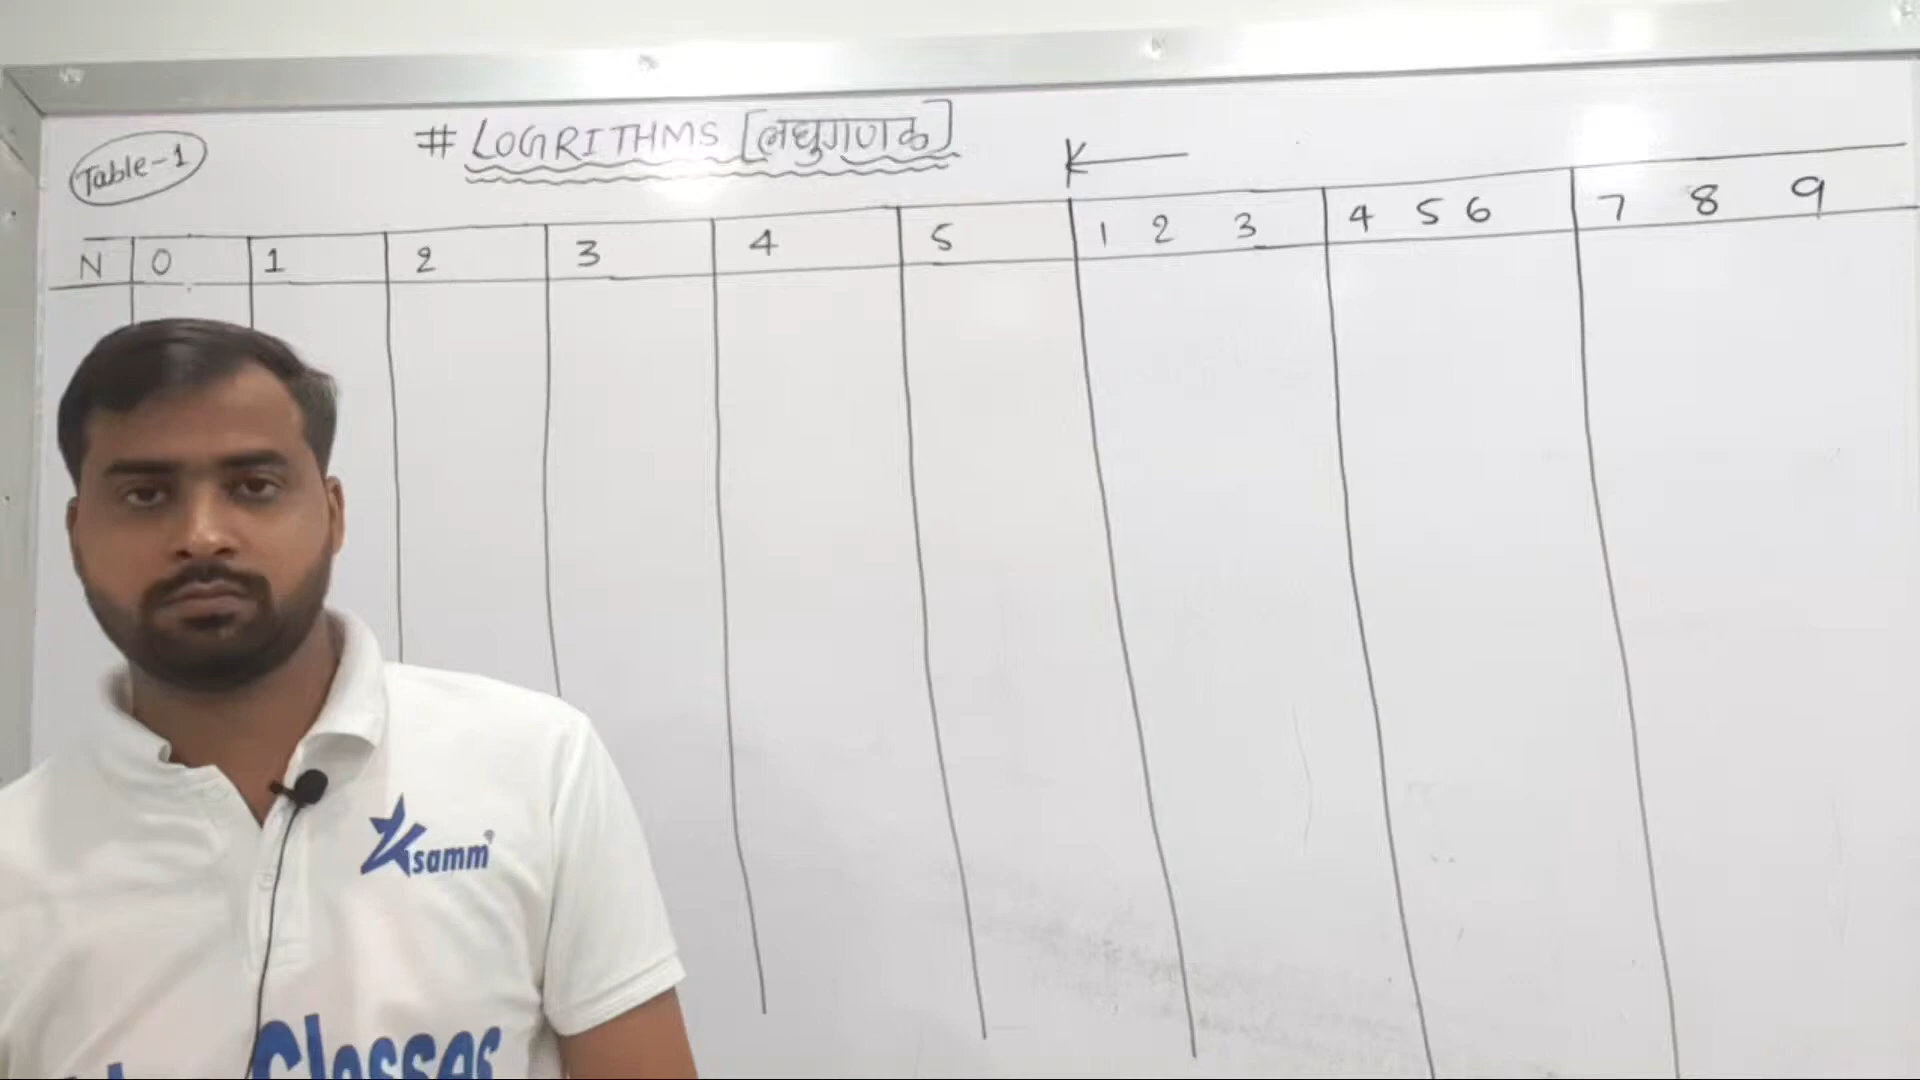 # LOGRITHMS [लघुगणक]
Table-1
N 0 1 2 3 4 5 1 2 3 4 5 6 7 8 9
samm
Classes